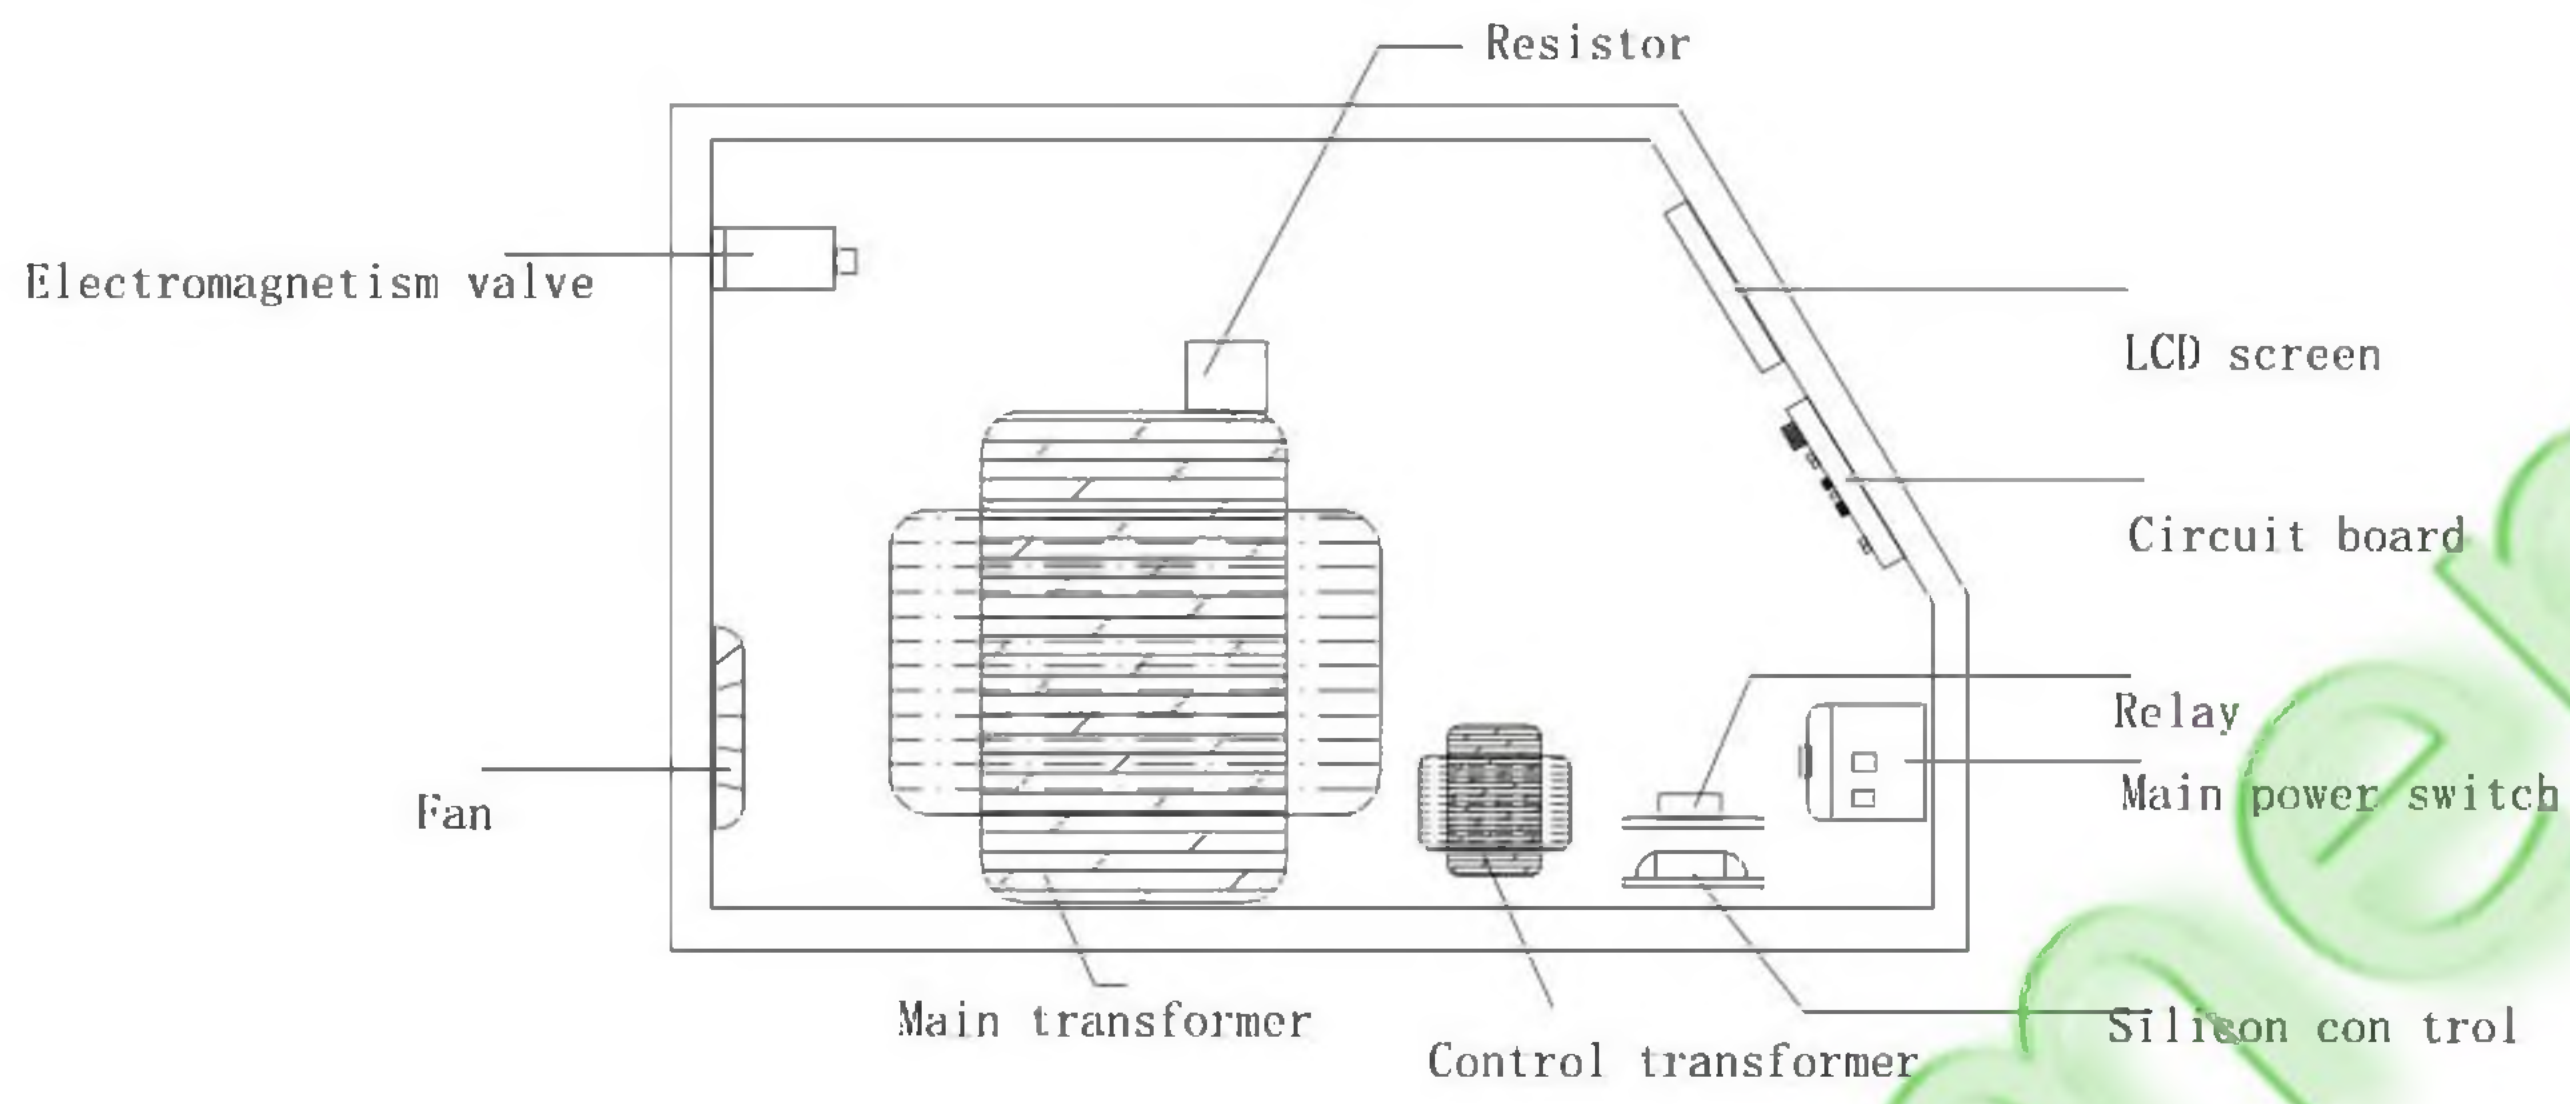 Resistor
Electromagnetism valve
LCD screen
Circuit board
Relay
Main power switch
Fan
Main transformer
Silicon con trol
Control transformer